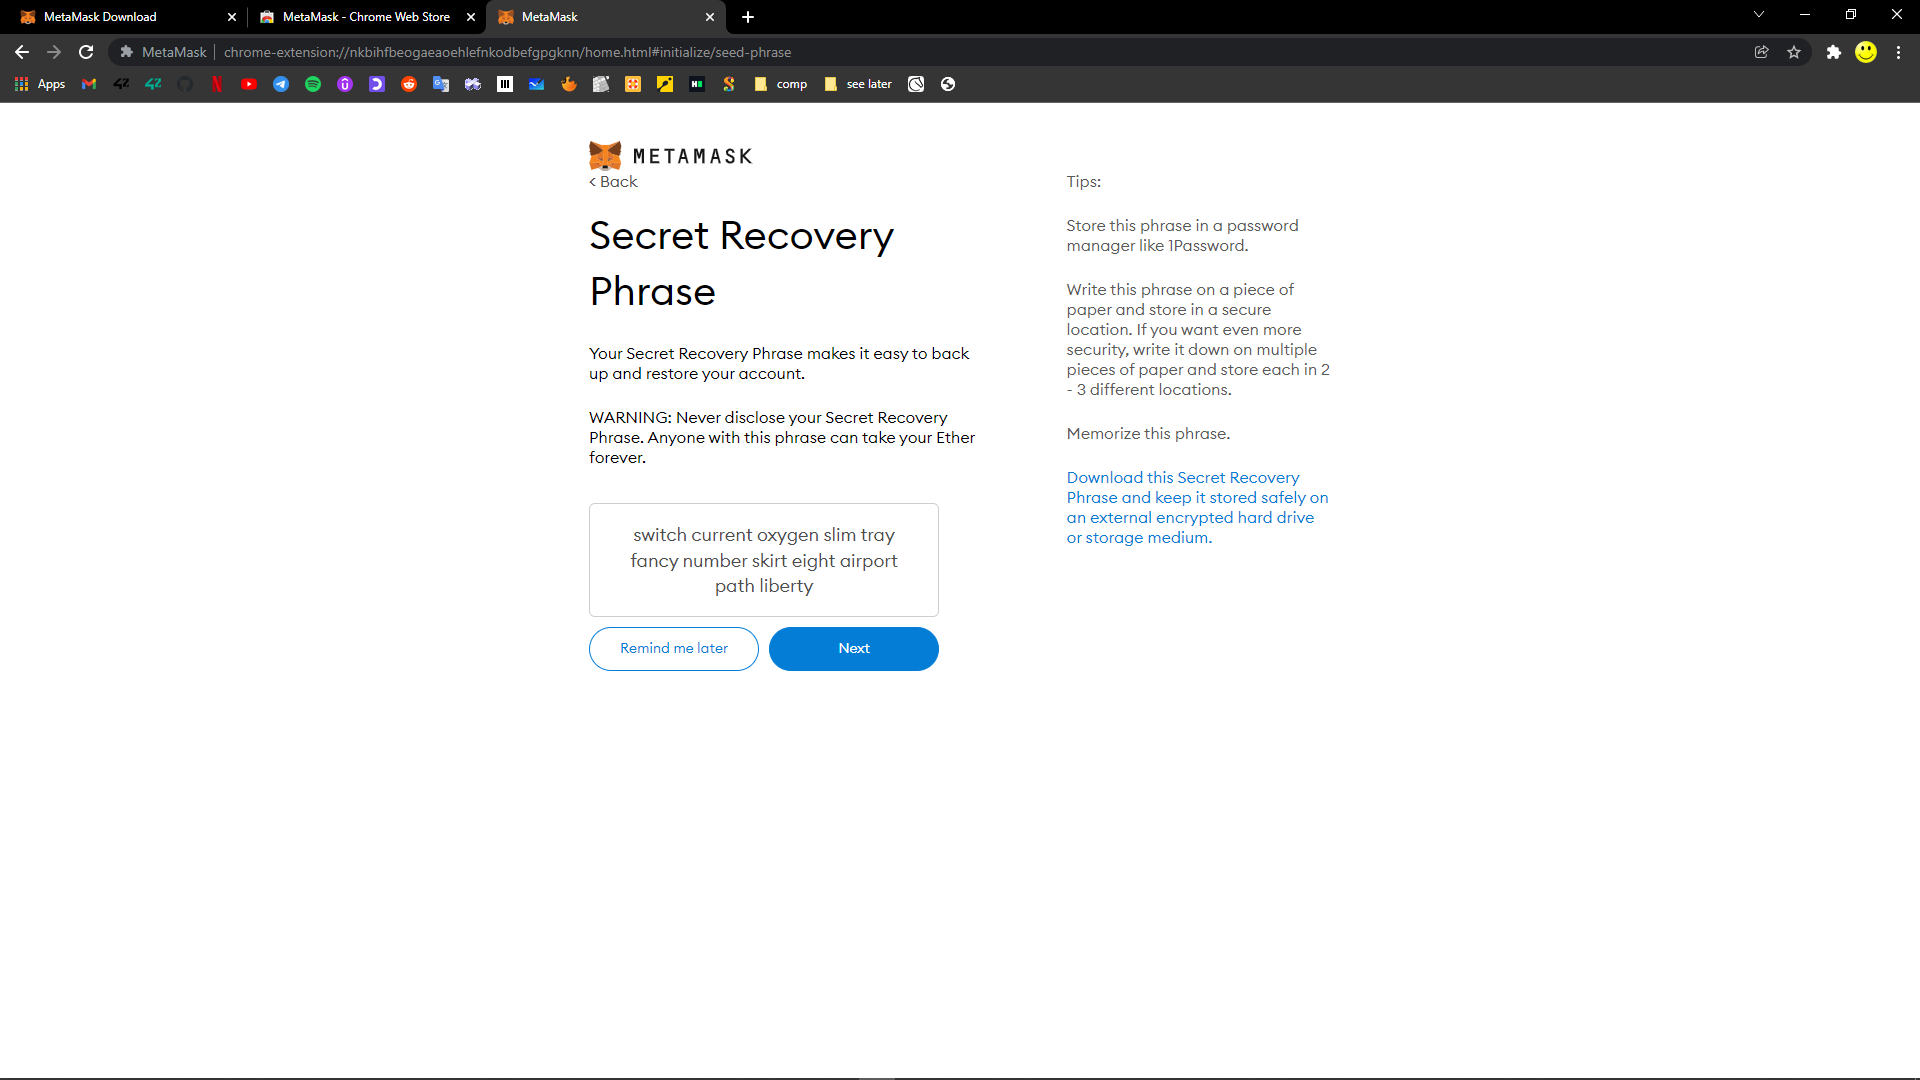 MetaMask Download
MetaMask - Chrome Web Store
MetaMask
MetaMask
chrome-extension://nkbihfbeogaeaoehlefnkodbefgpgknn/home.html#initialize/seed-phrase
Apps
comp
see later
METAMASK
< Back
Secret Recovery
Phrase
Your Secret Recovery Phrase makes it easy to back
up and restore your account.
WARNING: Never disclose your Secret Recovery
Phrase. Anyone with this phrase can take your Ether
forever.
switch current oxygen slim tray
fancy number skirt eight airport
path liberty
Remind me later
Next
Tips:
Store this phrase in a password
manager like 1Password.
Write this phrase on a piece of
paper and store in a secure
location. If you want even more
security, write it down on multiple
pieces of paper and store each in 2
- 3 different locations.
Memorize this phrase.
Download this Secret Recovery
Phrase and keep it stored safely on
an external encrypted hard drive
or storage medium.